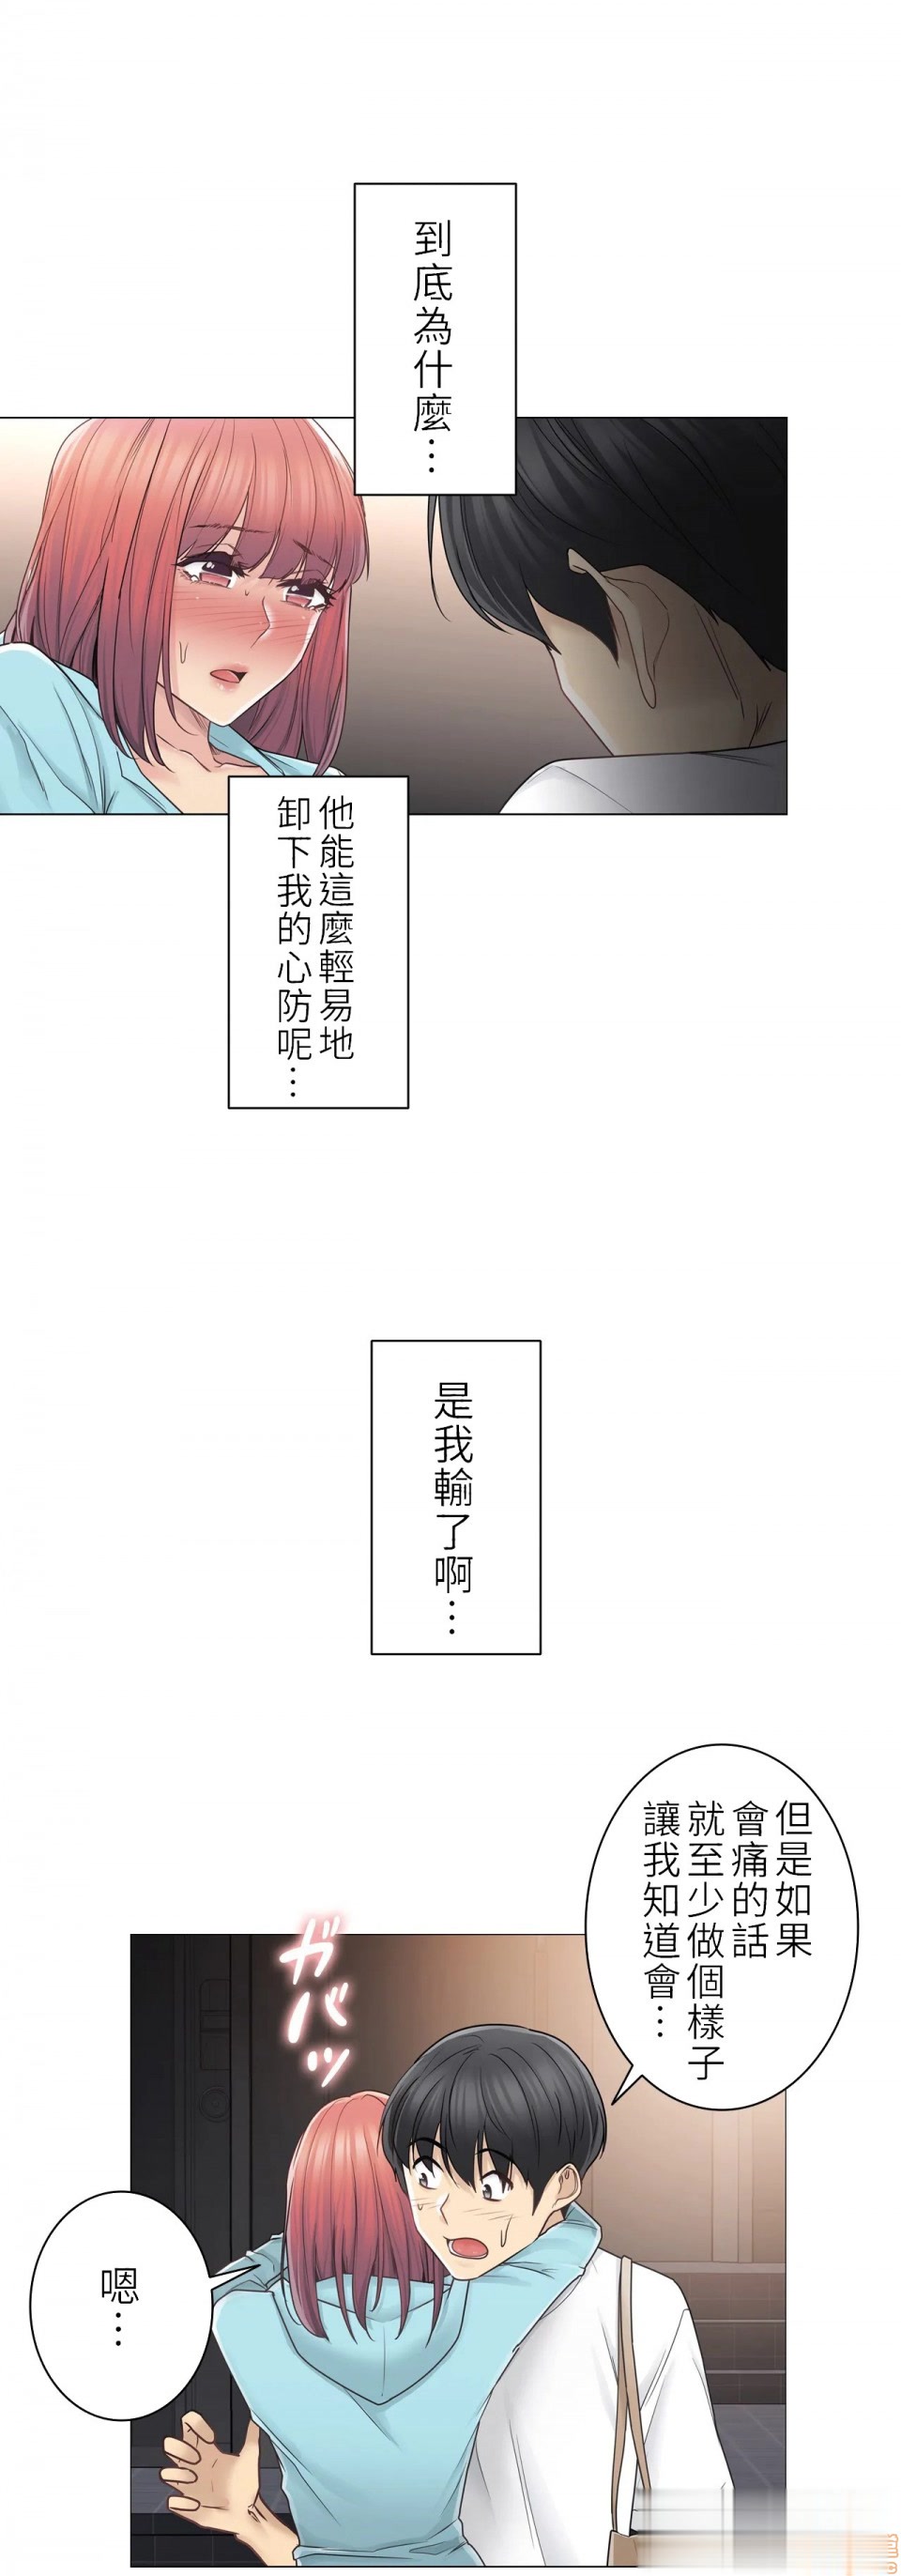 到底為什麼…
他能這麼輕易地
卸下我的心防呢…
是我輸了啊…
但是如果
會痛的話
就至少做個樣子
讓我知道會…
ガバッ
嗯…